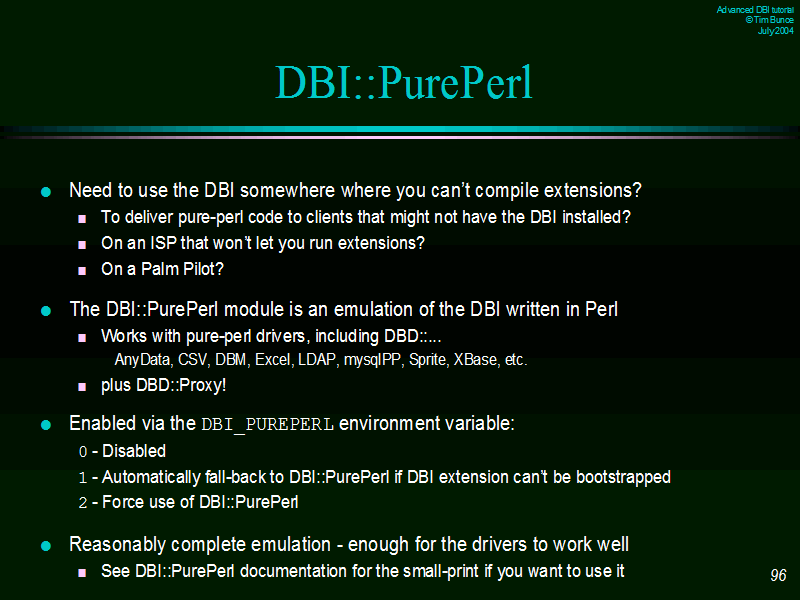 Advanced DBI tutorial
© Tim Bunce
July 2004
DBI::PurePerl
Need to use the DBI somewhere where you can't compile extensions?
To deliver pure-perl code to clients that might not have the DBI installed?
On an ISP that won't let you run extensions?
On a Palm Pilot?
The DBI::PurePerl module is an emulation of the DBI written in Perl
Works with pure-perl drivers, including DBD::...
AnyData, CSV, DBM, Excel, LDAP, mysqlPP, Sprite, XBase, etc.
plus DBD::Proxy!
Enabled via the DBI_PUREPERL environment variable:
0 - Disabled
1 - Automatically fall-back to DBI::PurePerl if DBI extension can't be bootstrapped
2 - Force use of DBI::PurePerl
Reasonably complete emulation - enough for the drivers to work well
See DBI::PurePerl documentation for the small-print if you want to use it
96